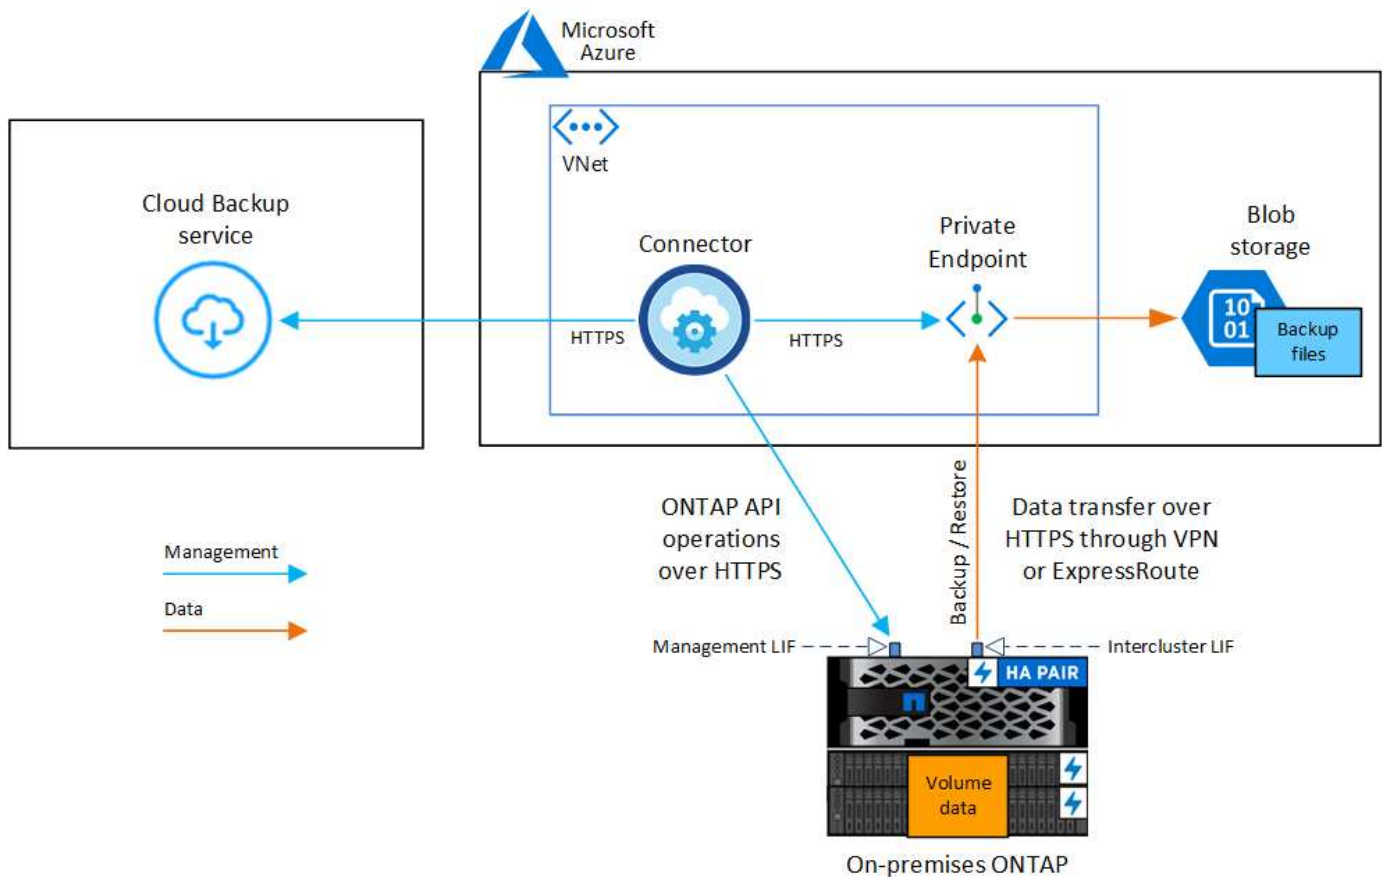 Microsoft
Azure
VNet
Cloud Backup
service
Connector
Private
Endpoint
Blob
storage
10
01
Backup
files
HTTPS
HTTPS
ONTAP API
operations
over HTTPS
Backup / Restore
Data transfer over
HTTPS through VPN
or ExpressRoute
Management
Data
Management LIF
Intercluster LIF
HA PAIR
Volume
data
On-premises ONTAP